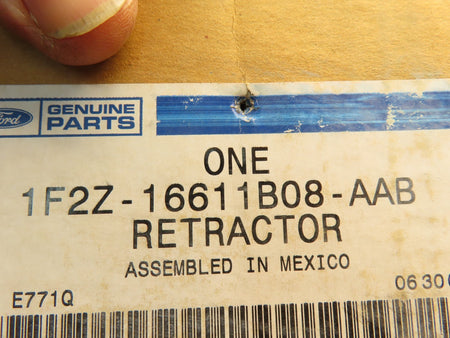 Ford GENUINE
PARTS
ONE
1F2Z-16611B08-AAB
RETRACTOR
ASSEMBLED IN MEXICO
E771Q 0630